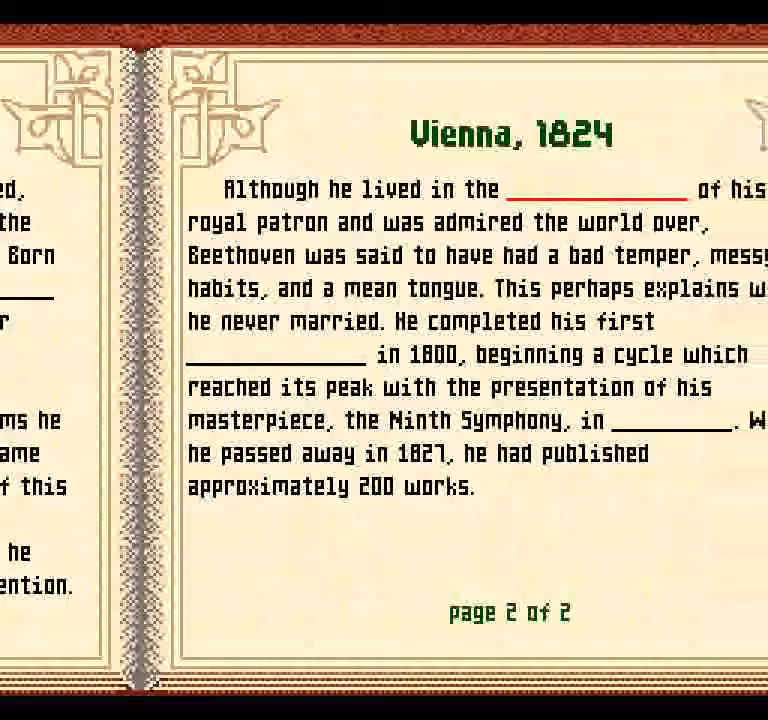 ed,
the
Born
r
ms he
ame
f this
he
ention.
Vienna, 1824
Although he lived in the ____________ of his
royal patron and was admired the world over,
Beethoven was said to have had a bad temper, messy
habits, and a mean tongue. This perhaps explains w
he never married. He completed his first
____________ in 1800, beginning a cycle which
reached its peak with the presentation of his
masterpiece, the Ninth Symphony, in ________. W
he passed away in 1827, he had published
approximately 200 works.
page 2 of 2